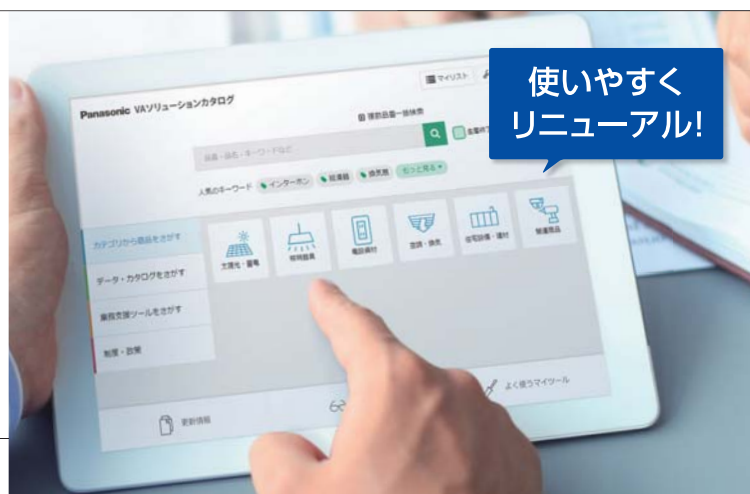 使いやすく
リニューアル!
Panasonic VAソリューションカタログ
マイリスト
複数品番一括検索
品番・品名・キーワードなど
人気のキーワード
インターホン
給湯器
換気扇
もっと見る
カテゴリから商品をさがす
データ・カタログをさがす
業務支援ツールをさがす
制度・政策
太陽光・蓄電
照明器具
電設資材
空調・換気
住宅設備・建材
関連商品
更新情報
よく使うマイツール